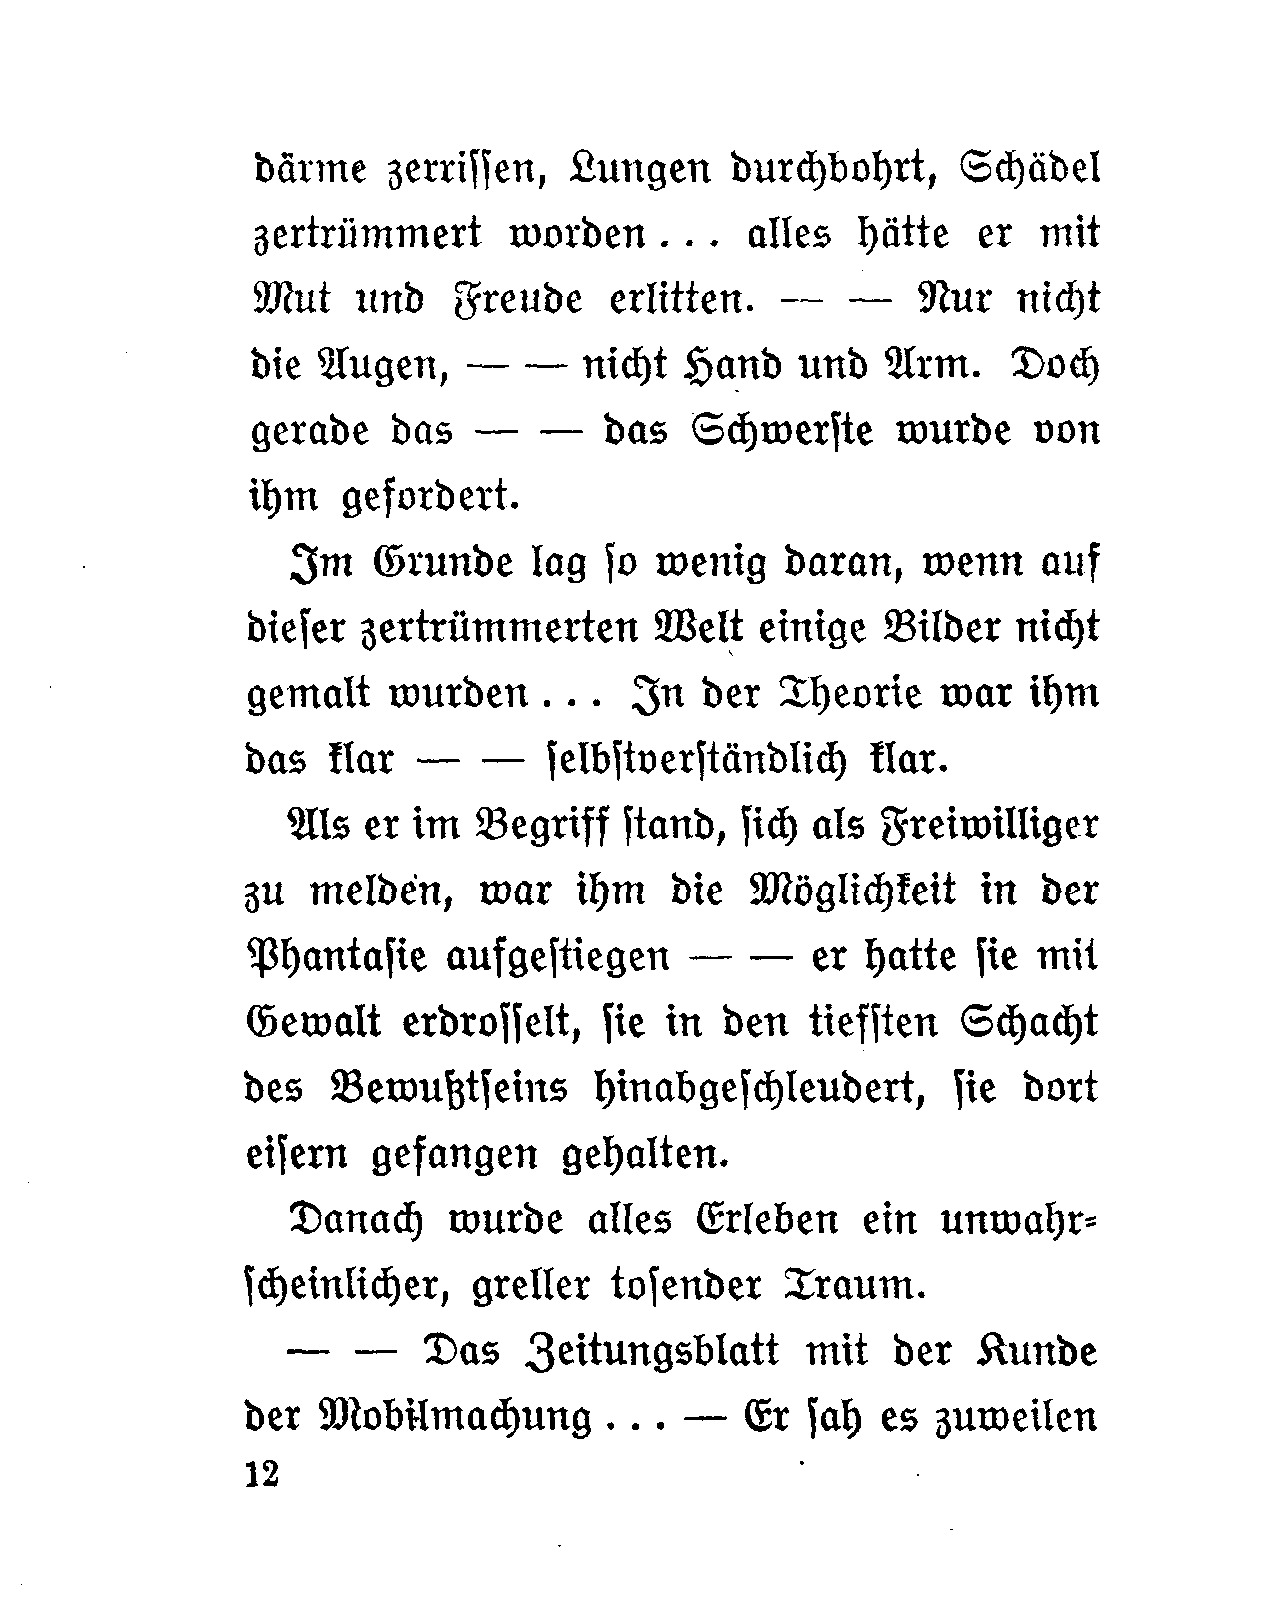 därme zerriſſen, Lungen durchbohrt, Schädel
zertrümmert worden . . . alles hätte er mit
Mut und Freude erlitten. — — Nur nicht
die Augen, — — nicht Hand und Arm. Doch
gerade das — — das Schwerſte wurde von
ihm gefordert.
Im Grunde lag ſo wenig daran, wenn auf
dieſer zertrümmerten Welt einige Bilder nicht
gemalt wurden . . . In der Theorie war ihm
das klar — — ſelbſtverſtändlich klar.
Als er im Begriff ſtand, ſich als Freiwilliger
zu melden, war ihm die Möglichkeit in der
Phantaſie aufgeſtiegen — — er hatte ſie mit
Gewalt erdroſſelt, ſie in den tiefſten Schacht
des Bewußtſeins hinabgeſchleudert, ſie dort
eiſern gefangen gehalten.
Danach wurde alles Erleben ein unwahr⸗
ſcheinlicher, greller toſender Traum.
— — Das Zeitungsblatt mit der Kunde
der Mobilmachung . . . — Er ſah es zuweilen
12